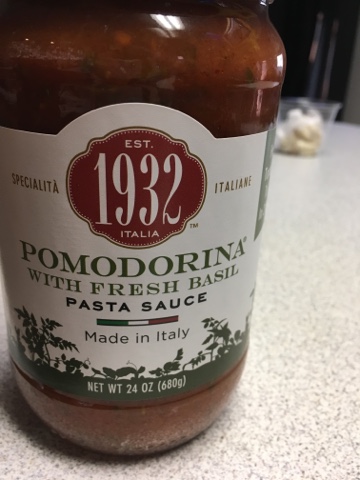 EST.
1932
ITALIA ™
SPECIALITÀ ITALIANE
POMODORINA®
WITH FRESH BASIL
PASTA SAUCE
Made in Italy
NET WT 24 OZ (680g)